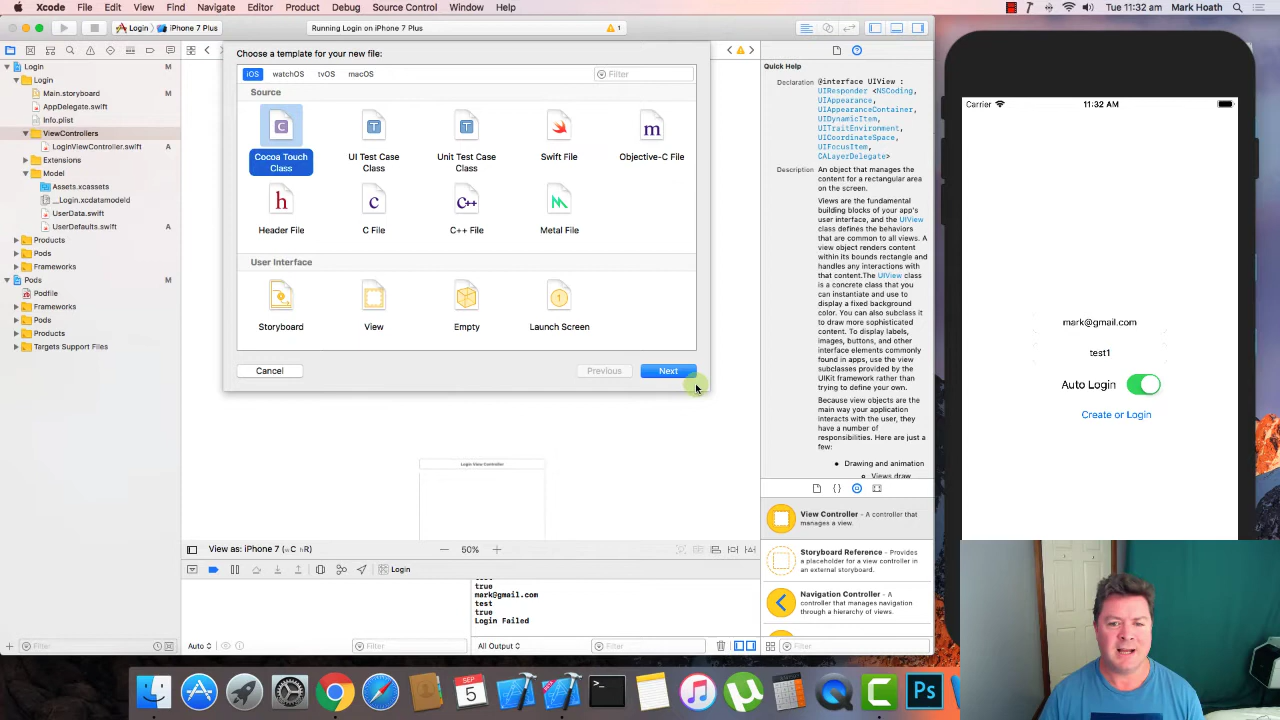 Xcode File Edit View Find Navigate Editor Product Debug Source Control Window Help
Tue 11:32 am Mark Hoath
Login iPhone 7 Plus
Running Login on iPhone 7 Plus
1
Choose a template for your new file:
iOS watchOS tvOS macOS
Filter
Source
Cocoa Touch Class
UI Test Case Class
Unit Test Case Class
Swift File
Objective-C File
Header File
C File
C++ File
Metal File
User Interface
Storyboard
View
Empty
Launch Screen
Cancel
Previous
Next
Login M
Login
Main.storyboard M
AppDelegate.swift
Info.plist
ViewControllers
LoginViewController.swift A
Extensions
Model
Assets.xcassets
__Login.xcdatamodeld
UserData.swift
UserDefaults.swift A
Products
Pods
Frameworks
Pods M
Podfile
Frameworks
Pods
Products
Targets Support Files
Filter
Login View Controller
View as: iPhone 7 (wC hR)
50%
Login
true
mark@gmail.com
test
true
Login Failed
Auto
Filter
All Output
Filter
Quick Help
Declaration @interface UIView :
UIResponder <NSCoding,
UIAppearance,
UIAppearanceContainer,
UIDynamicItem,
UITraitEnvironment,
UICoordinateSpace,
UIFocusItem,
CALayerDelegate>
Description An object that manages the
content for a rectangular area
on the screen.
Views are the fundamental
building blocks of your app's
user interface, and the UIView
class defines the behaviors
that are common to all views. A
view object renders content
within its bounds rectangle and
handles any interactions with
that content.The UIView class
is a concrete class that you
can instantiate and use to
display a fixed background
color. You can also subclass it
to draw more sophisticated
content. To display labels,
images, buttons, and other
interface elements commonly
found in apps, use the view
subclasses provided by the
UIKit framework rather than
trying to define your own.
Because view objects are the
main way your application
interacts with the user, they
have a number of
responsibilities. Here are just a
few:
Drawing and animation
Views draw
View Controller - A controller that
manages a view.
Storyboard Reference - Provides
a placeholder for a view controller in
an external storyboard.
Navigation Controller - A
controller that manages navigation
through a hierarchy of views.
Filter
Carrier 11:32 AM
mark@gmail.com
test1
Auto Login
Create or Login
SEP
5
Ps